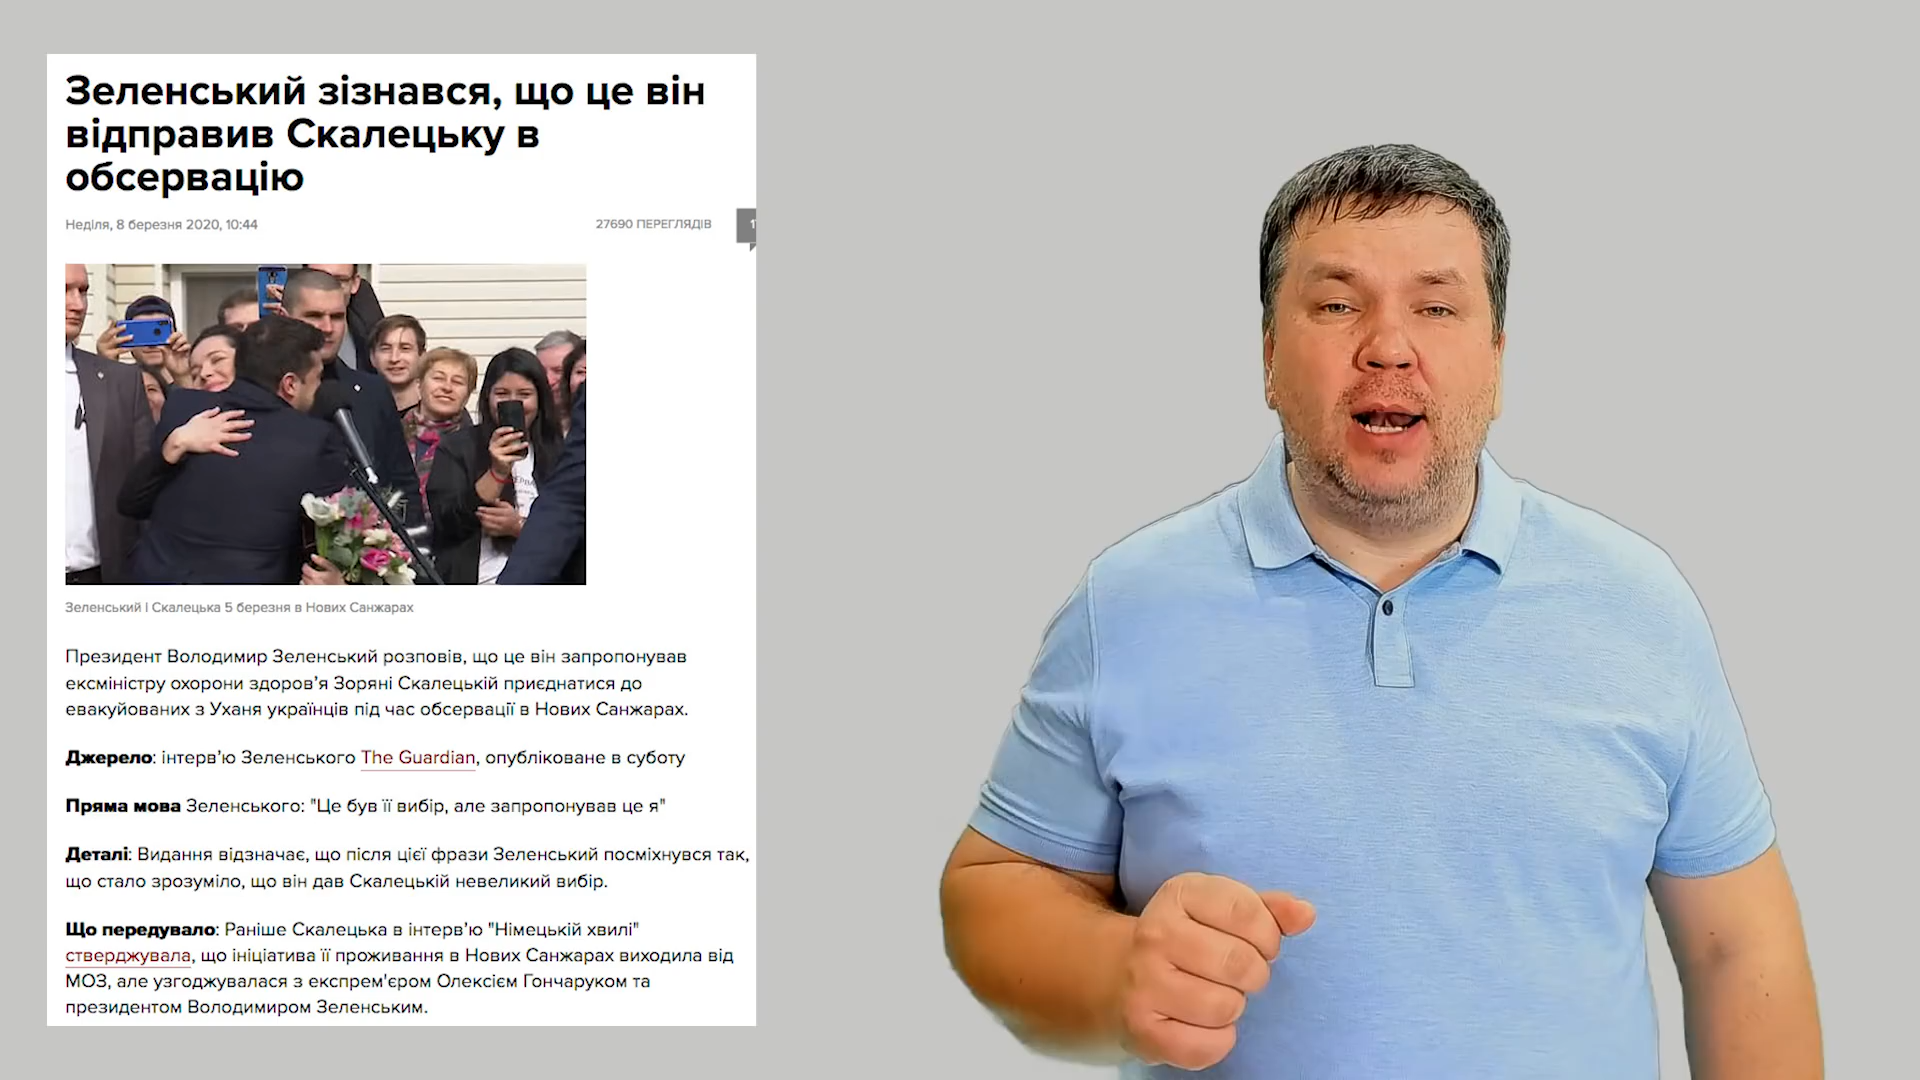 Зеленський зізнався, що це він
відправив Скалецьку в
обсервацію
Неділя, 8 березня 2020, 10:44
27690 ПЕРЕГЛЯДІВ
Зеленський і Скалецька 5 березня в Нових Санжарах
Президент Володимир Зеленський розповів, що це він запропонував
ексміністру охорони здоров'я Зоряні Скалецькій приєднатися до
евакуйованих з Уханя українців під час обсервації в Нових Санжарах.
Джерело: інтерв'ю Зеленського The Guardian, опубліковане в суботу
Пряма мова Зеленського: "Це був її вибір, але запропонував це я"
Деталі: Видання відзначає, що після цієї фрази Зеленський посміхнувся так,
що стало зрозуміло, що він дав Скалецькій невеликий вибір.
Що передувало: Раніше Скалецька в інтерв'ю "Німецькій хвилі"
стверджувала, що ініціатива її проживання в Нових Санжарах виходила від
МОЗ, але узгоджувалася з експрем'єром Олексієм Гончаруком та
президентом Володимиром Зеленським.